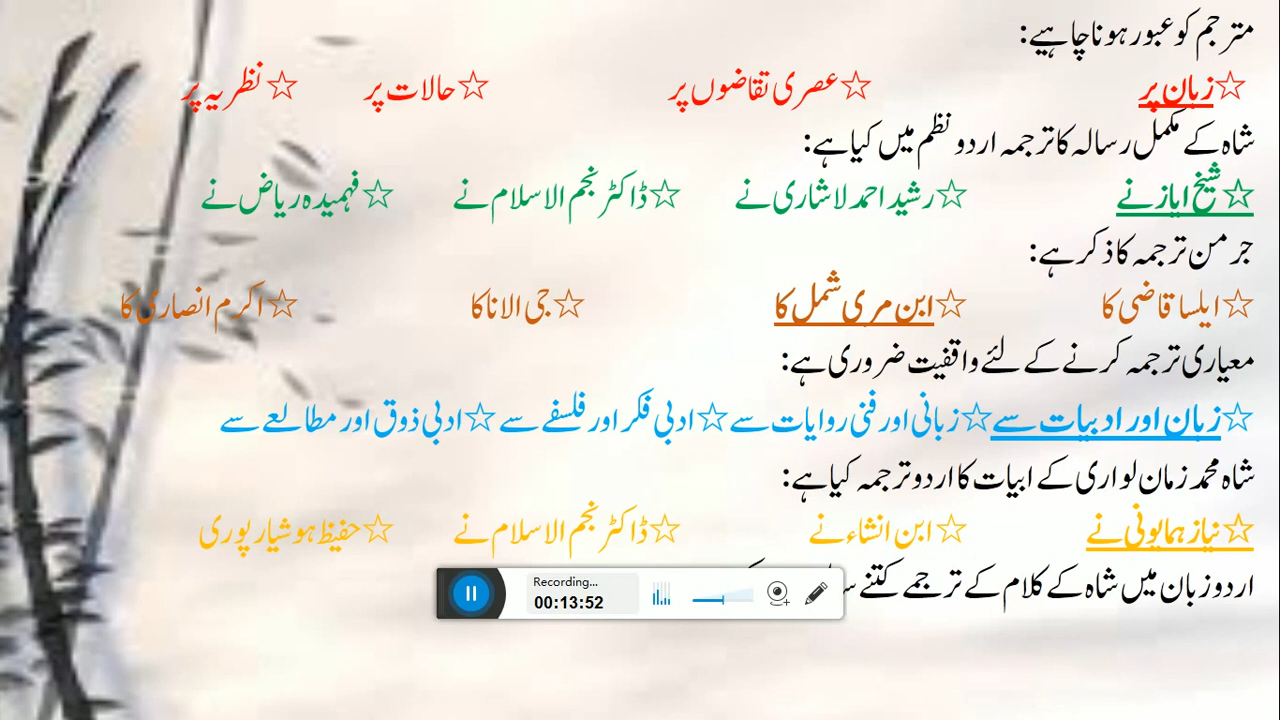 مترجم کو عبور ہونا چاہیے:
☆زبان پر ☆عصری تقاضوں پر ☆حالات پر ☆نظریہ پر
شاہ کے مکمل رسالہ کا ترجمہ اردو نظم میں کیا ہے:
☆شیخ ایاز نے ☆رشید احمد لاشاری نے ☆ڈاکٹر نجم الاسلام نے ☆فہمیدہ ریاض نے
جرمن ترجمہ کا ذکر ہے:
☆ایلسا قاضی کا ☆ابن مری شمل کا ☆جی الانا کا ☆اکرم انصاری کا
معیاری ترجمہ کرنے کے لئے واقفیت ضروری ہے:
☆زبان اور ادبیات سے ☆زبانی اور فنی روایات سے ☆ادبی فکر اور فلسفے سے ☆ادبی ذوق اور مطالعے سے
شاہ محمد زمان لواری کے ابیات کا اردو ترجمہ کیا ہے:
☆نیاز ہمایونی نے ☆ابن انشاء نے ☆ڈاکٹر نجم الاسلام نے ☆حفیظ ہوشیار پوری
اردو زبان میں شاہ کے کلام کے ترجمے کتنے
Recording...
00:13:52